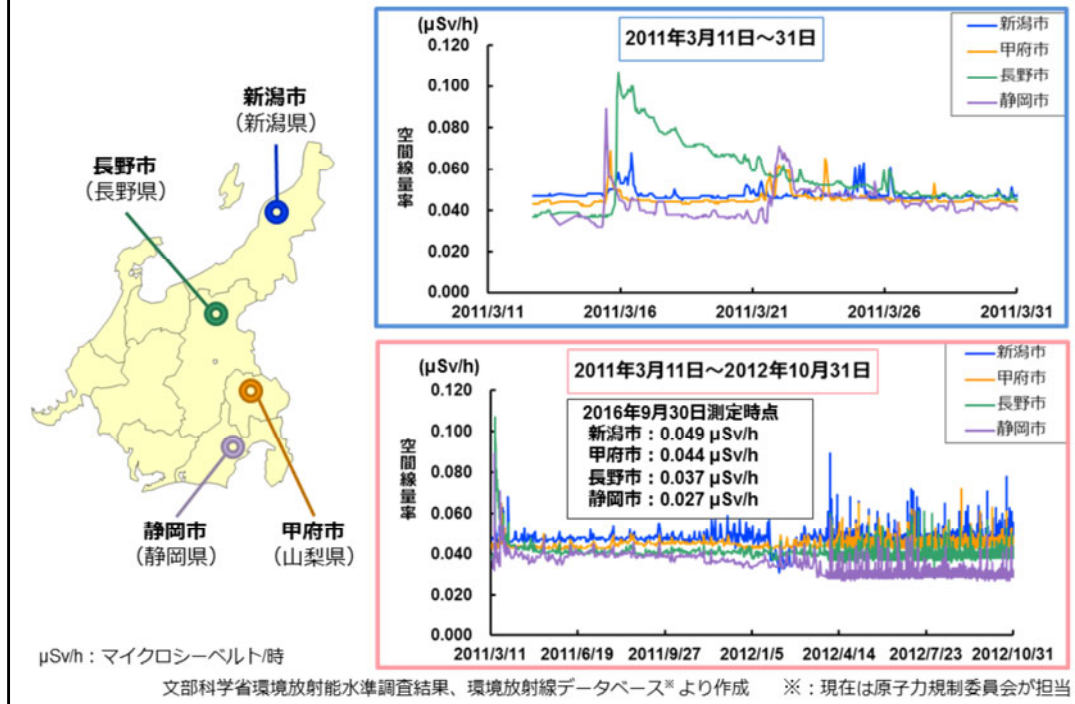 新潟市
（新潟県）
長野市
（長野県）
静岡市
（静岡県）
甲府市
（山梨県）
(μSv/h)
2011年3月11日～31日
新潟市
甲府市
長野市
静岡市
空間線量率
0.120
0.100
0.080
0.060
0.040
0.020
0.000
2011/3/11
2011/3/16
2011/3/21
2011/3/26
2011/3/31
(μSv/h)
2011年3月11日～2012年10月31日
新潟市
甲府市
長野市
静岡市
2016年9月30日測定時点
新潟市：0.049 μSv/h
甲府市：0.044 μSv/h
長野市：0.037 μSv/h
静岡市：0.027 μSv/h
空間線量率
0.120
0.100
0.080
0.060
0.040
0.020
0.000
2011/3/11
2011/6/19
2011/9/27
2012/1/5
2012/4/14
2012/7/23
2012/10/31
μSv/h：マイクロシーベルト/時
文部科学省環境放射能水準調査結果、環境放射線データベース※より作成　※：現在は原子力規制委員会が担当